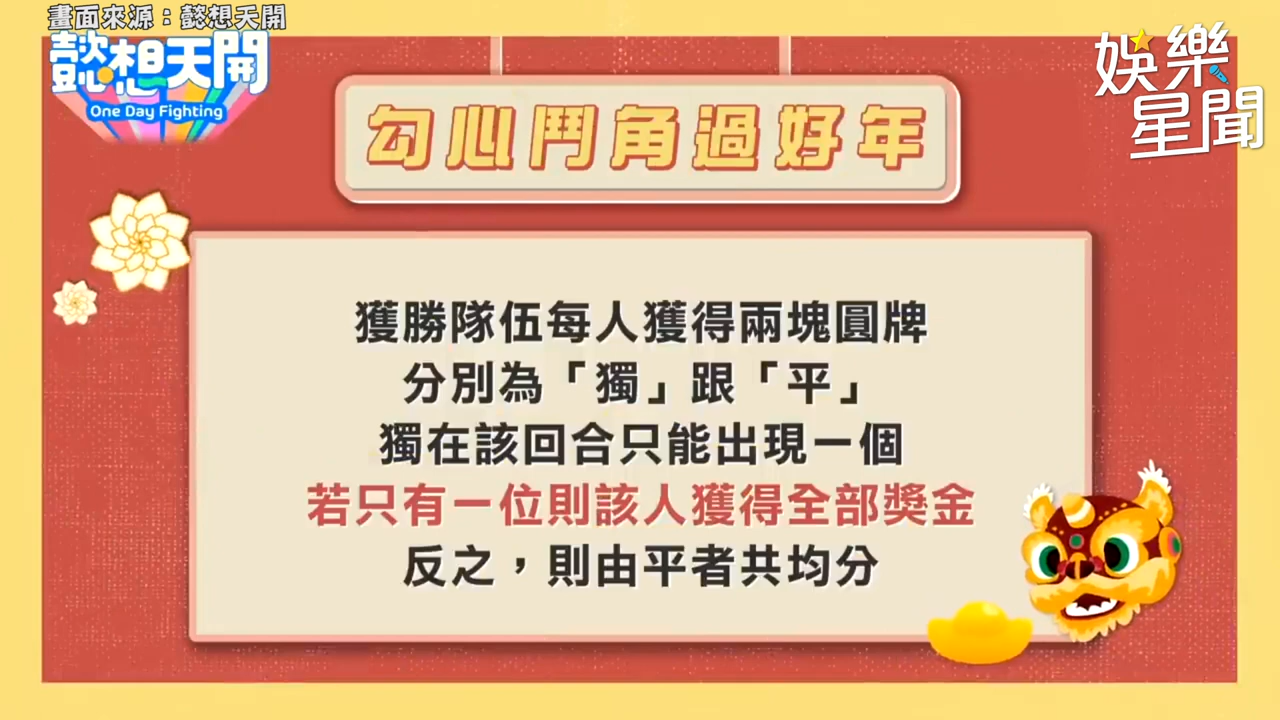 畫面來源：懿想天開
懿想天開
One Day Fighting
娛樂
星聞
勾心鬥角過好年
獲勝隊伍每人獲得兩塊圓牌
分別為「獨」跟「平」
獨在該回合只能出現一個
若只有一位則該人獲得全部獎金
反之，則由平者共均分